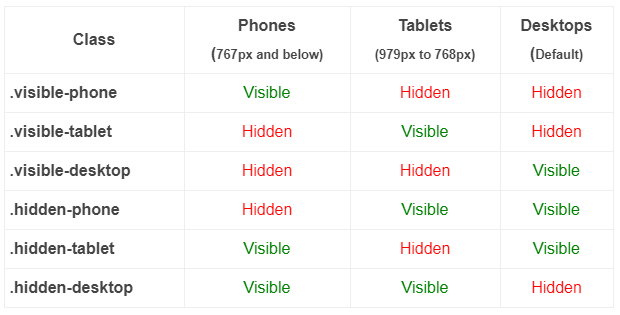 Class Phones Tablets Desktops
(767px and below) (979px to 768px) (Default)
.visible-phone Visible Hidden Hidden
.visible-tablet Hidden Visible Hidden
.visible-desktop Hidden Hidden Visible
.hidden-phone Hidden Visible Visible
.hidden-tablet Visible Hidden Visible
.hidden-desktop Visible Visible Hidden